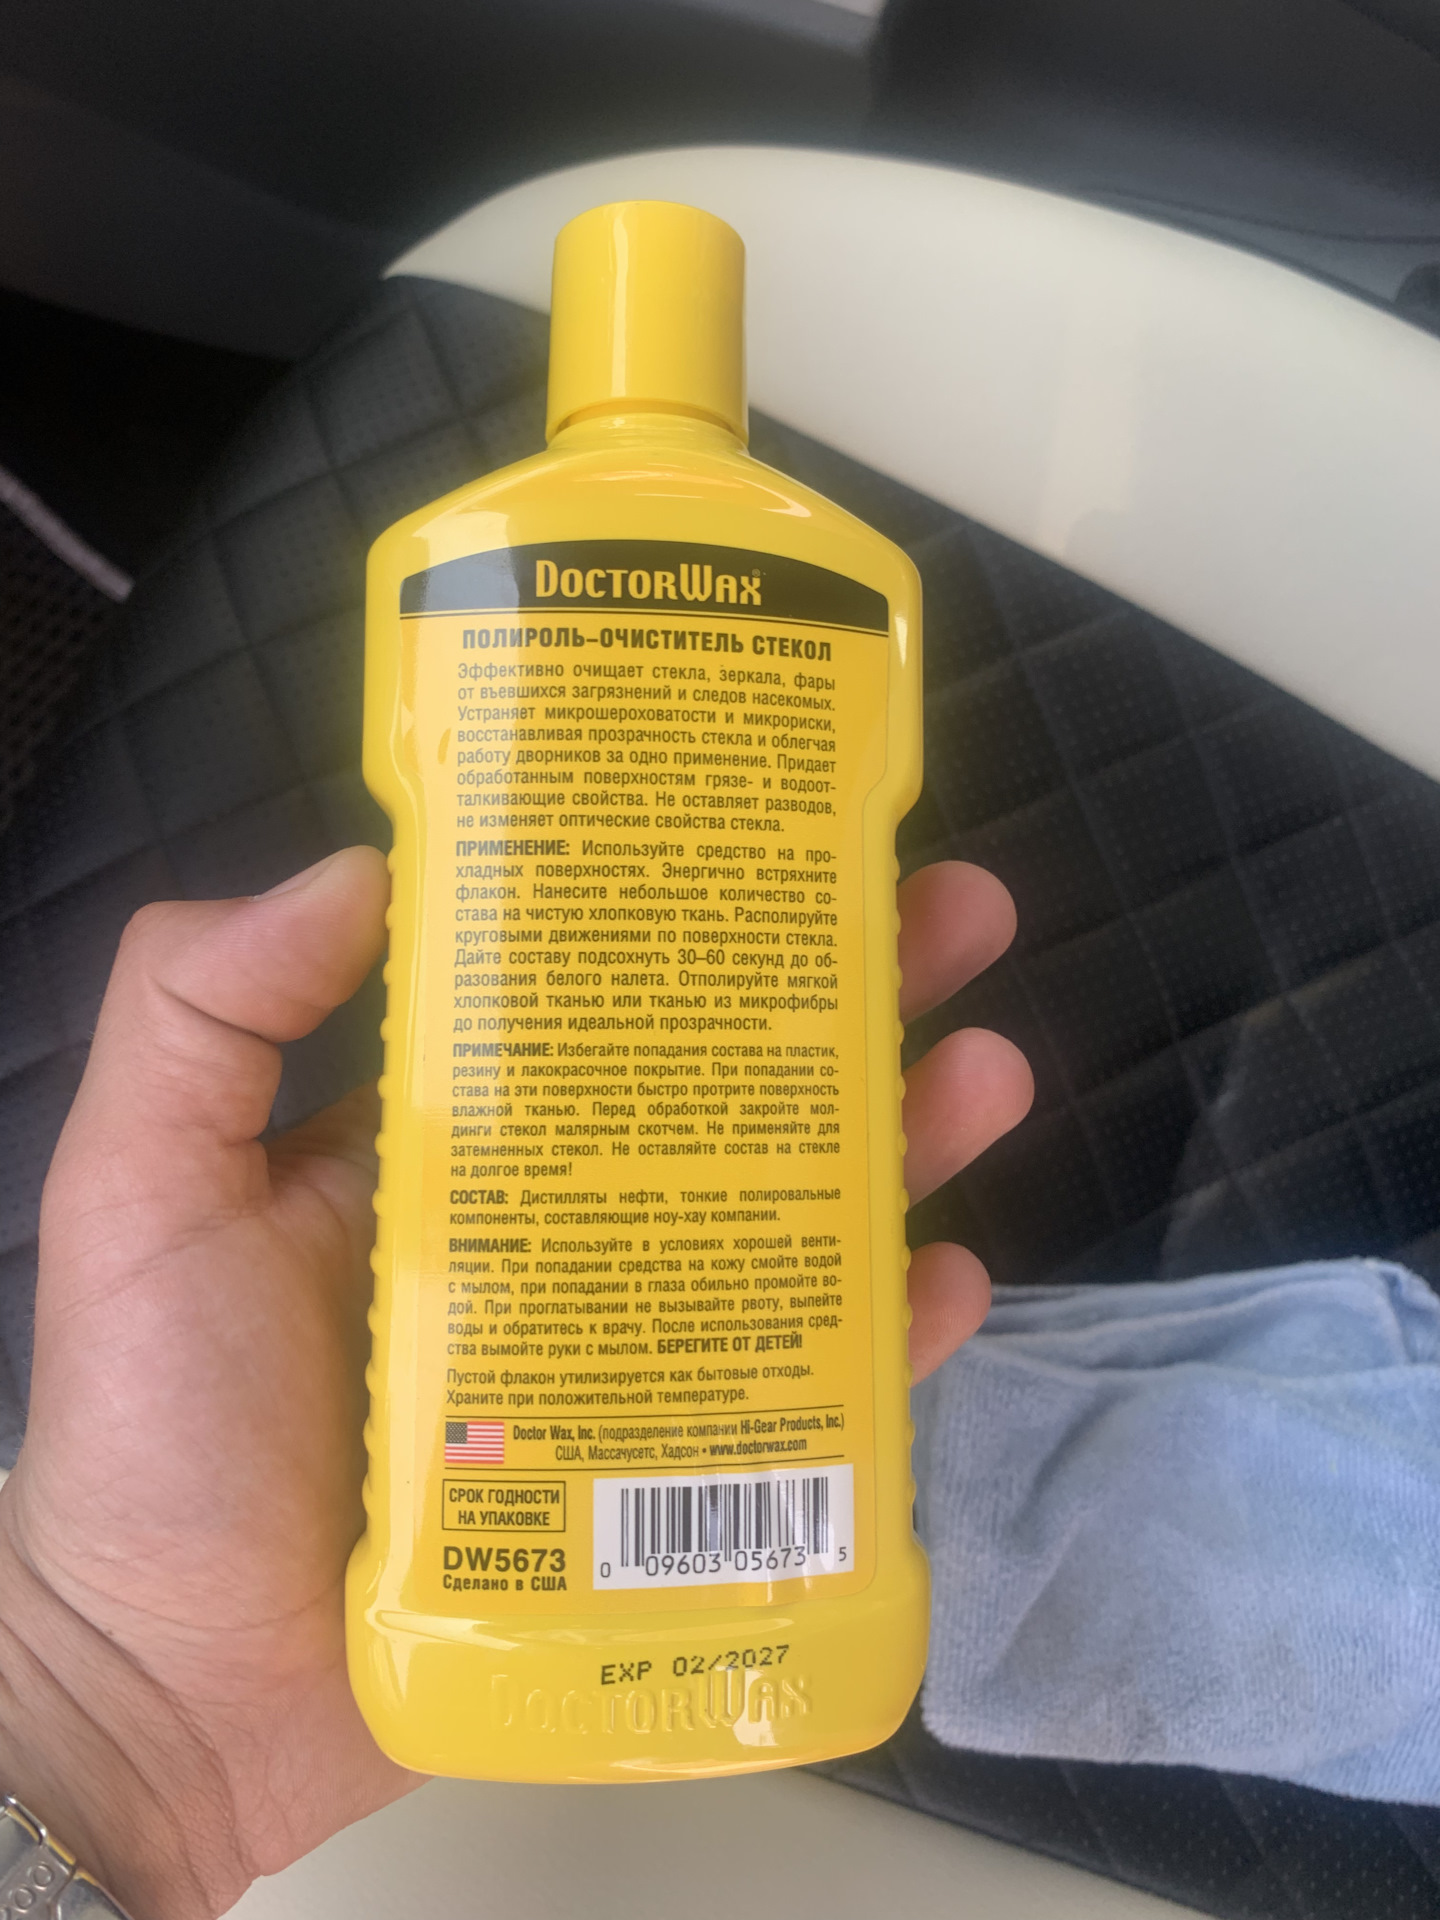 DOCTORWAX
ПОЛИРОЛЬ-ОЧИСТИТЕЛЬ СТЕКОЛ
Эффективно очищает стекла, зеркала, фары
от въевшихся загрязнений и следов насекомых.
Устраняет микрошероховатости и микрориски,
восстанавливая прозрачность стекла и облегчая
работу дворников за одно применение. Придает
обработанным поверхностям грязе- и водоот-
талкивающие свойства. Не оставляет разводов,
не изменяет оптические свойства стекла.
ПРИМЕНЕНИЕ: Используйте средство на про-
хладных поверхностях. Энергично встряхните
флакон. Нанесите небольшое количество со-
става на чистую хлопковую ткань. Располируйте
круговыми движениями по поверхности стекла.
Дайте составу подсохнуть 30–60 секунд до об-
разования белого налета. Отполируйте мягкой
хлопковой тканью или тканью из микрофибры
до получения идеальной прозрачности.
ПРИМЕЧАНИЕ: Избегайте попадания состава на пластик,
резину и лакокрасочное покрытие. При попадании со-
става на эти поверхности быстро протрите поверхность
влажной тканью. Перед обработкой закройте мол-
динги стекол малярным скотчем. Не применяйте для
затемненных стекол. Не оставляйте состав на стекле
на долгое время!
СОСТАВ: Дистилляты нефти, тонкие полировальные
компоненты, составляющие ноу-хау компании.
ВНИМАНИЕ: Используйте в условиях хорошей венти-
ляции. При попадании средства на кожу смойте водой
с мылом, при попадании в глаза обильно промойте во-
дой. При проглатывании не вызывайте рвоту, выпейте
воды и обратитесь к врачу. После использования сред-
ства вымойте руки с мылом. БЕРЕГИТЕ ОТ ДЕТЕЙ!
Пустой флакон утилизируется как бытовые отходы.
Храните при положительной температуре.
Doctor Wax, Inc. (подразделение компании Hi-Gear Products, Inc.)
США, Массачусетс, Хадсон • www.doctorwax.com
СРОК ГОДНОСТИ
НА УПАКОВКЕ
DW5673
Сделано в США
0 09603 05673 5
EXP 02/2027
DOCTORWAX